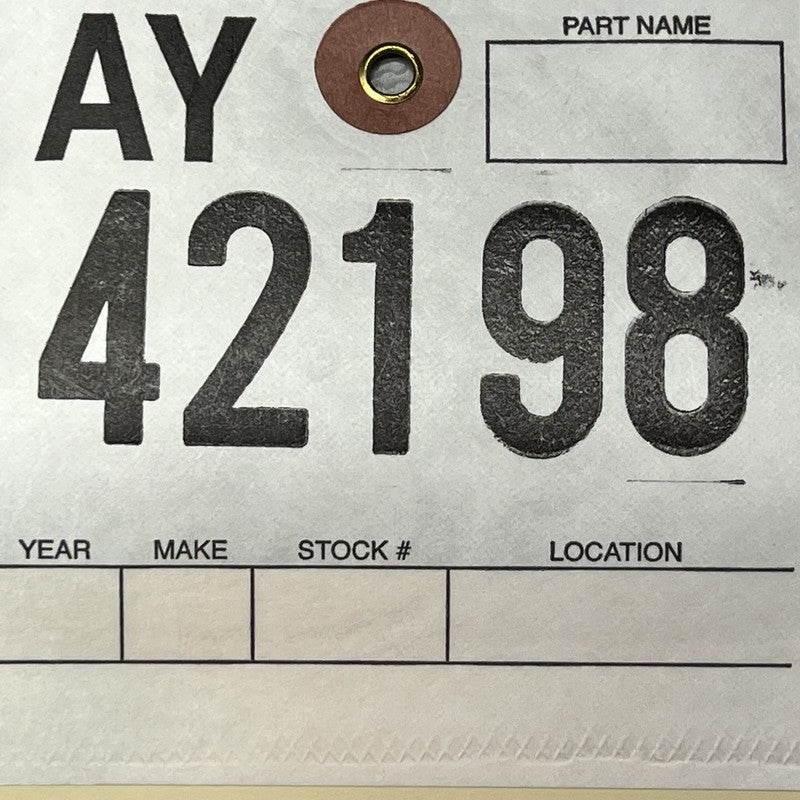 AY
PART NAME
42198
YEAR MAKE STOCK # LOCATION